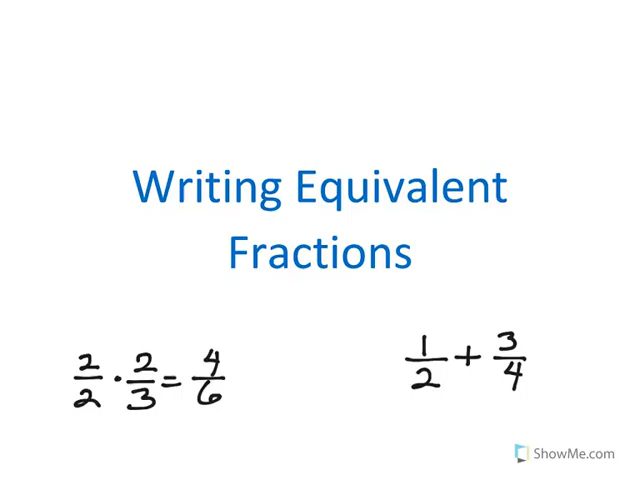 Writing Equivalent
Fractions
2/2 · 2/3 = 4/6
1/2 + 3/4
ShowMe.com